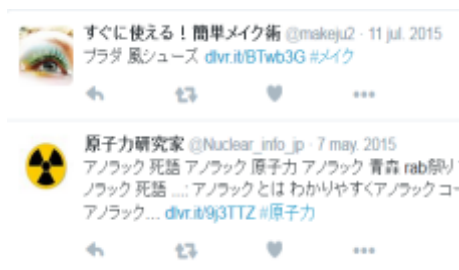 すぐに使える！簡単メイク術 @makeju2 · 11 jul. 2015
プラダ 風シューズ dlvr.it/BTwb3G #メイク
原子力研究家 @Nuclear_info_jp · 7 may. 2015
アノラック 死語 アノラック 原子力 アノラック 青森 rab祭り
ノラック 死語 ...: アノラックとは わかりやすくアノラック コー
アノラック... dlvr.it/9j3TTZ #原子力